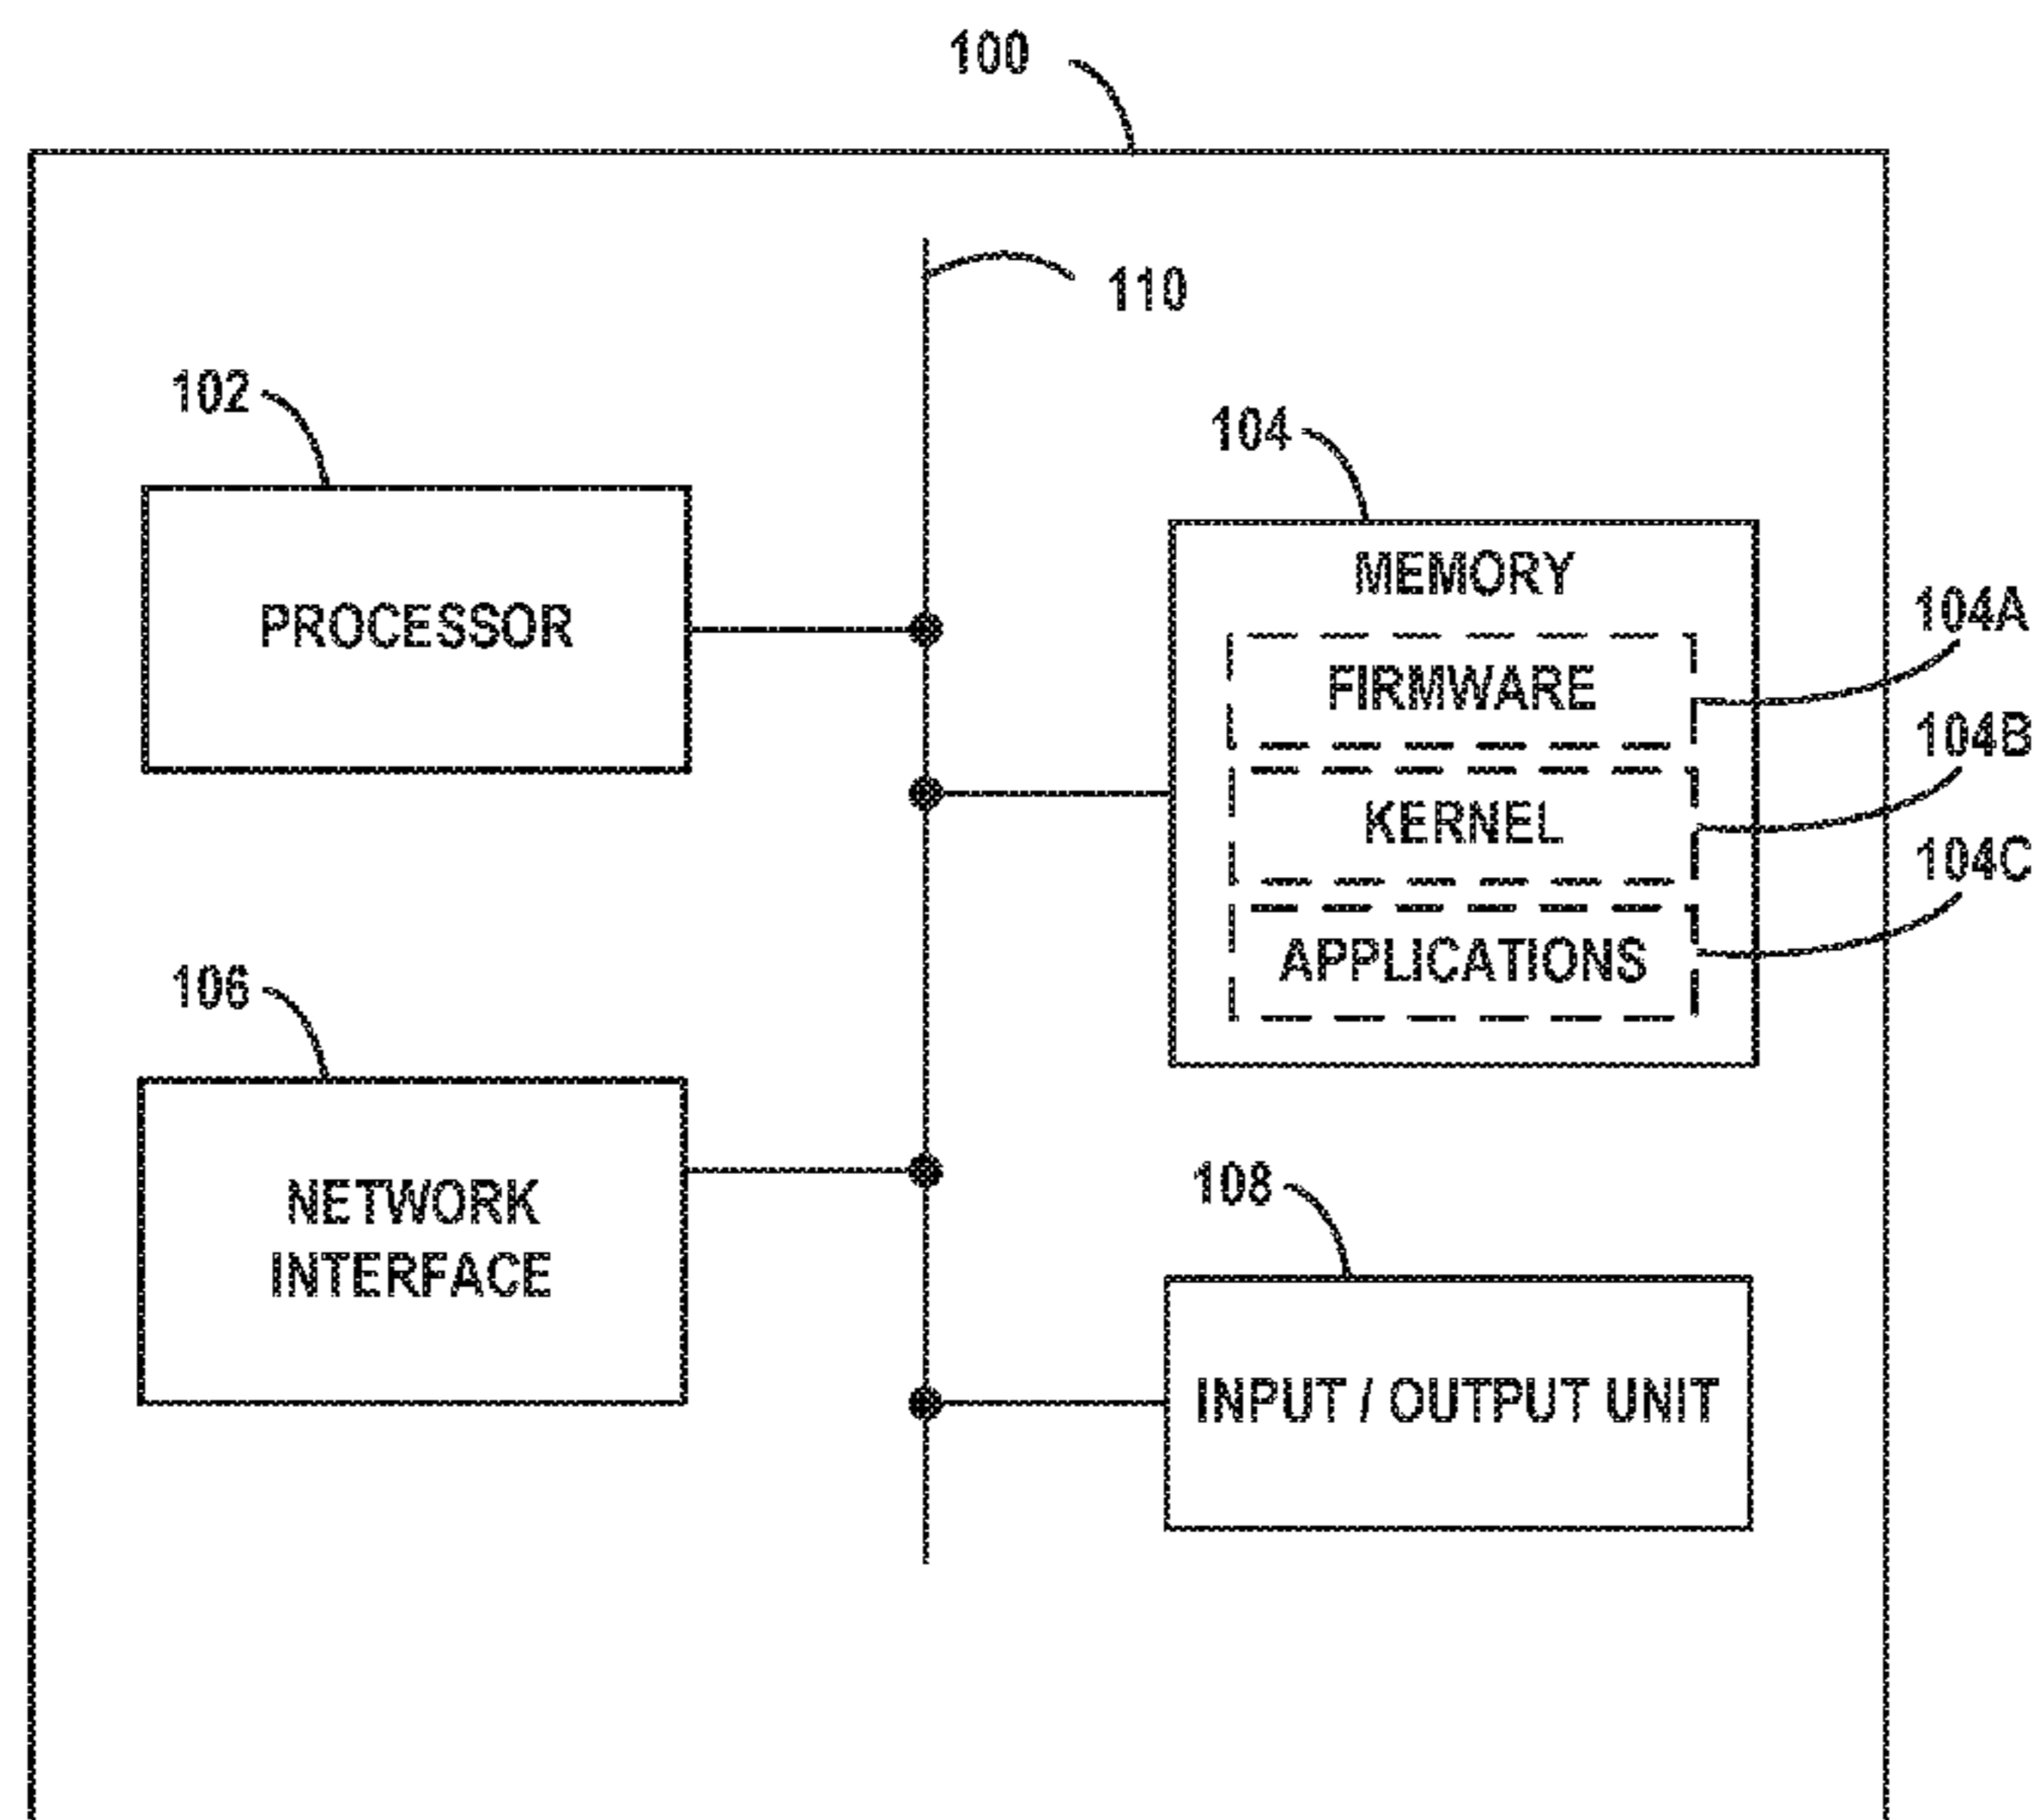 100
110
102
PROCESSOR
104
MEMORY
FIRMWARE
104A
KERNEL
104B
APPLICATIONS
104C
106
NETWORK
INTERFACE
108
INPUT / OUTPUT UNIT